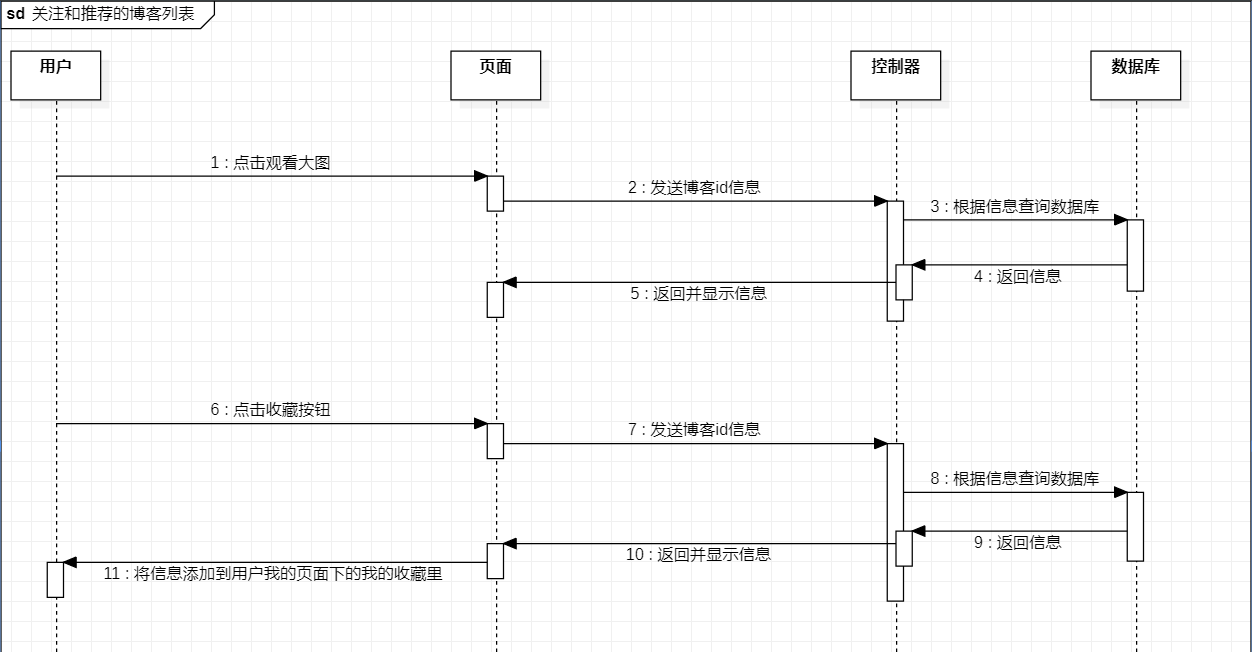 sd 关注和推荐的博客列表
用户
页面
控制器
数据库
1 : 点击观看大图
2 : 发送博客id信息
3 : 根据信息查询数据库
4 : 返回信息
5 : 返回并显示信息
6 : 点击收藏按钮
7 : 发送博客id信息
8 : 根据信息查询数据库
9 : 返回信息
10 : 返回并显示信息
11 : 将信息添加到用户我的页面下的我的收藏里